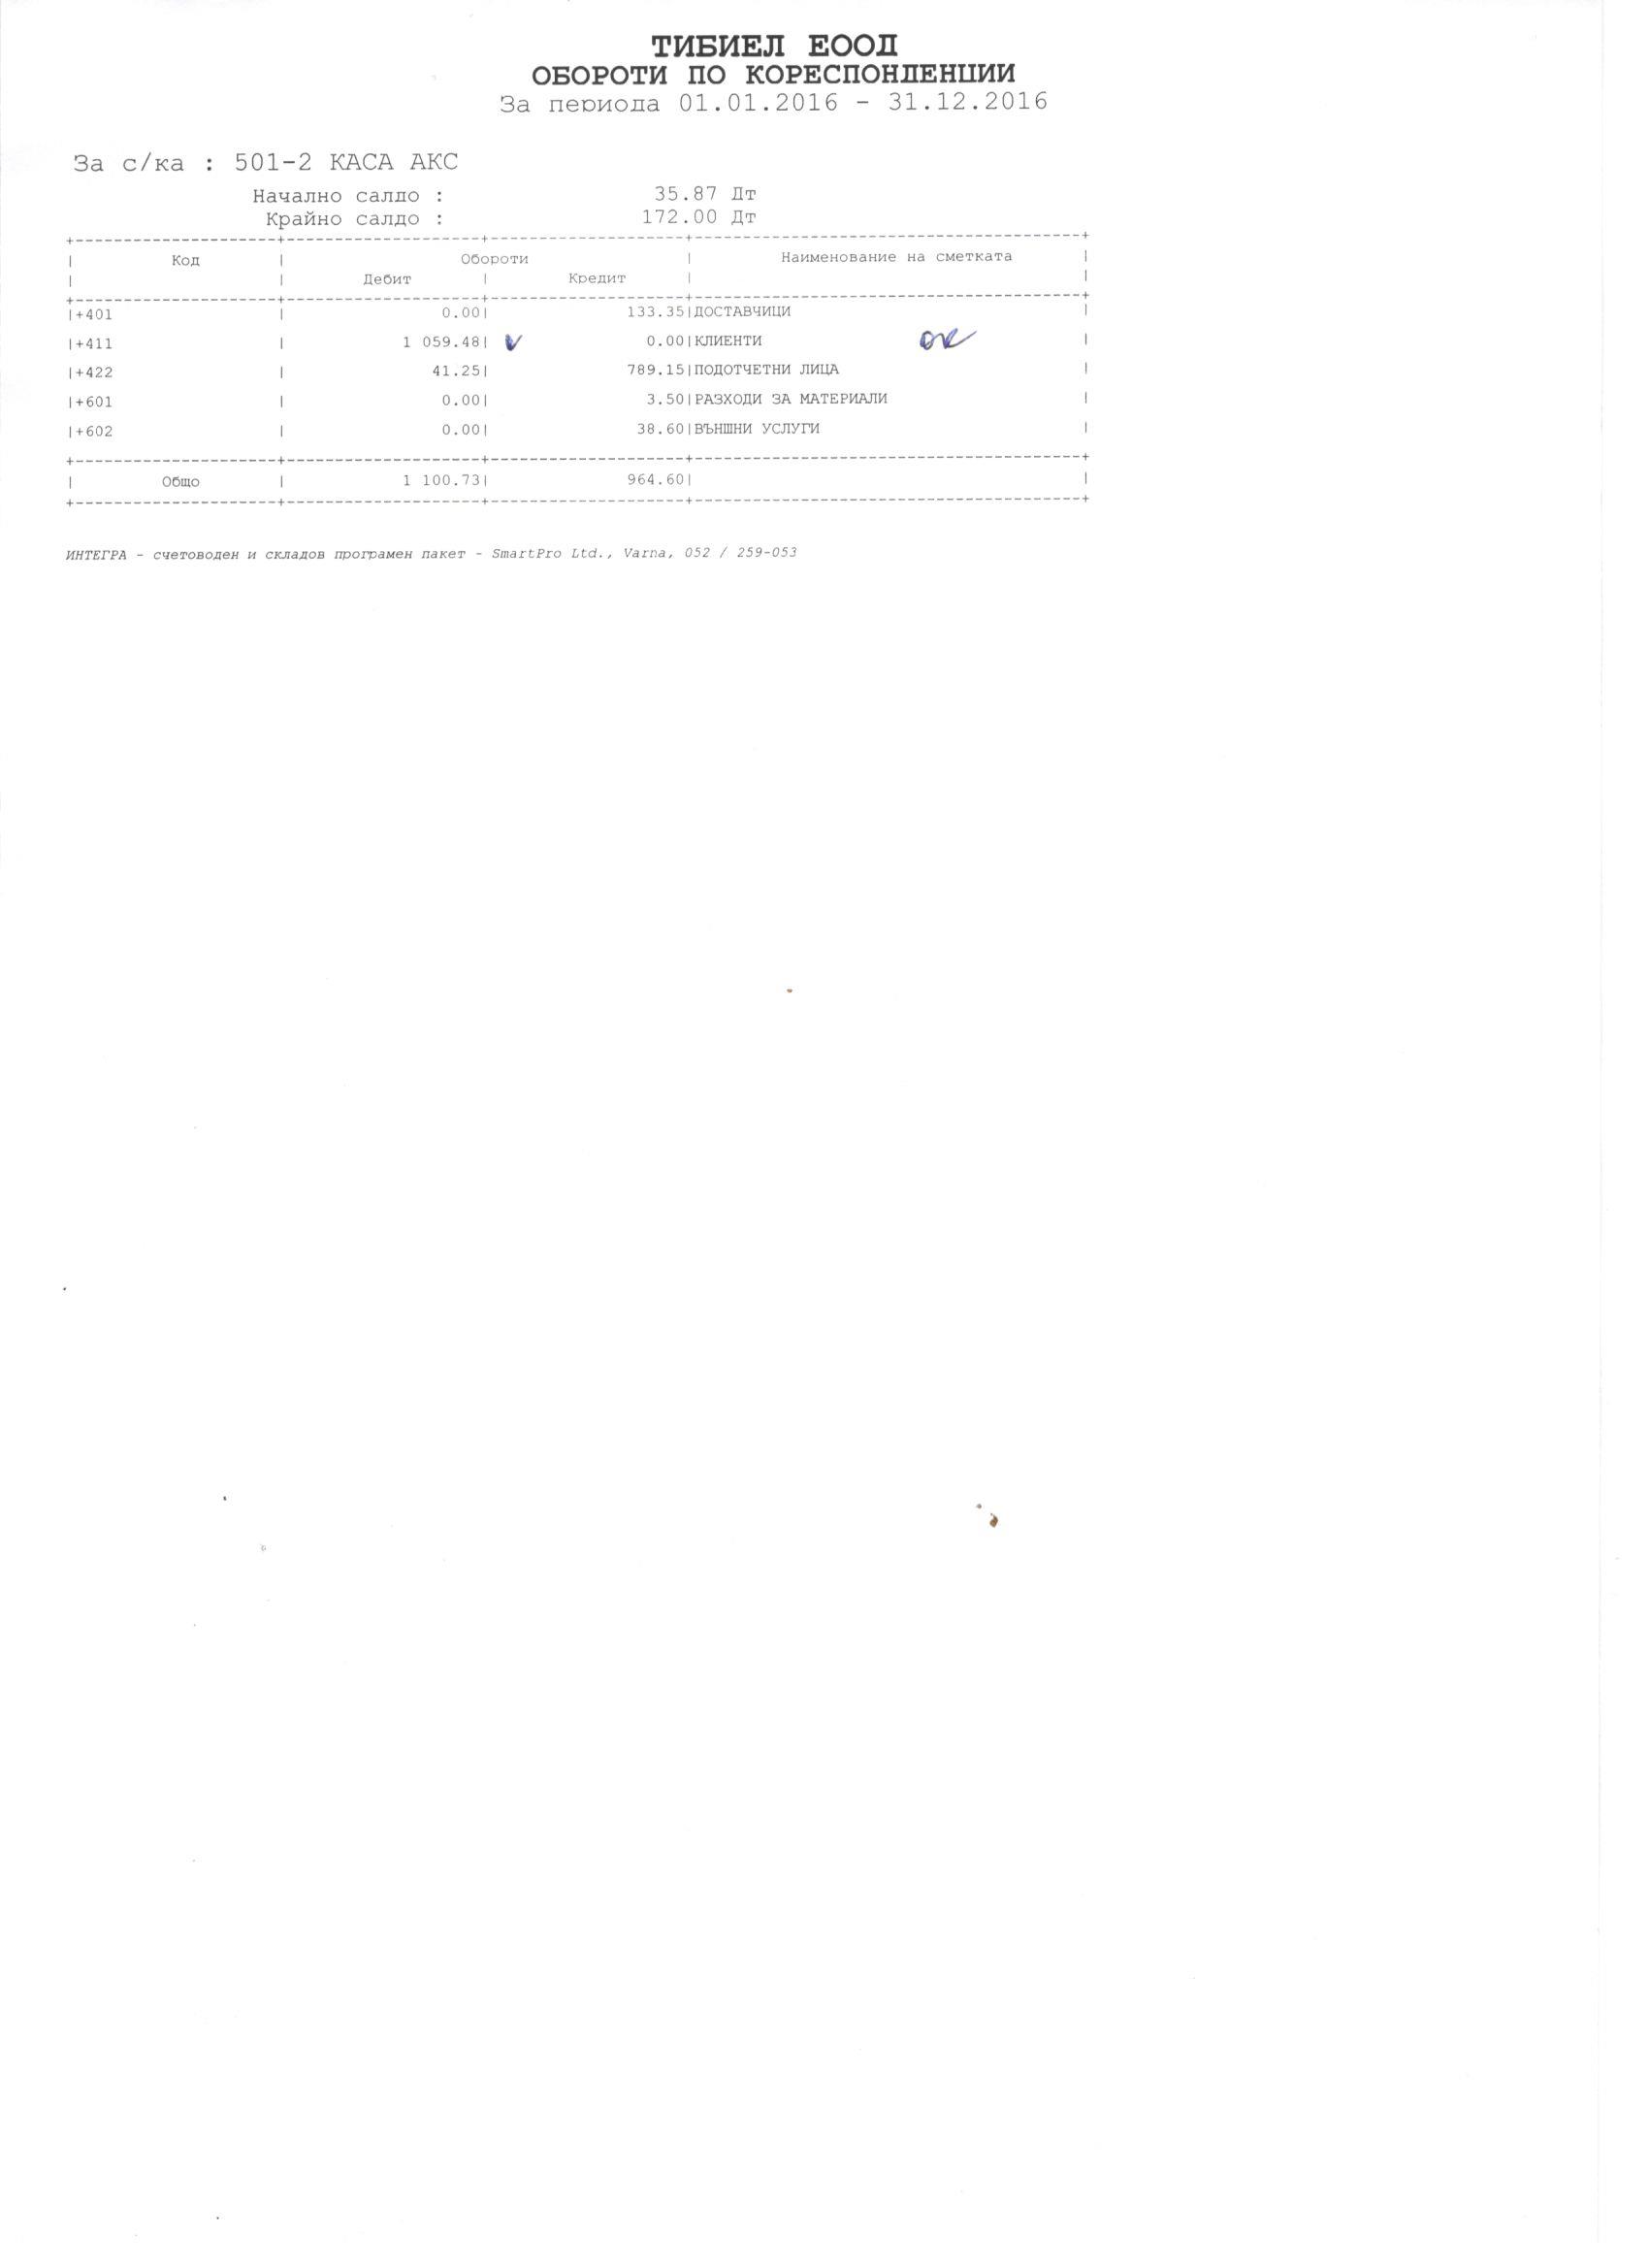 ТИБИЕЛ ЕООД
ОБОРОТИ ПО КОРЕСПОНДЕНЦИИ
За периода 01.01.2016 - 31.12.2016
За с/ка : 501-2 КАСА АКС
Начално салдо : 35.87 Дт
Крайно салдо : 172.00 Дт
Код | Обороти | Наименование на сметката
Дебит | Кредит
+401 | 0.00| 133.35|ДОСТАВЧИЦИ
+411 | 1 059.48| V 0.00|КЛИЕНТИ ок
+422 | 41.25| 789.15|ПОДОТЧЕТНИ ЛИЦА
+601 | 0.00| 3.50|РАЗХОДИ ЗА МАТЕРИАЛИ
+602 | 0.00| 38.60|ВЪНШНИ УСЛУГИ
Общо | 1 100.73| 964.60|
ИНТЕГРА - счетоводен и складов програмен пакет - SmartPro Ltd., Varna, 052 / 259-053